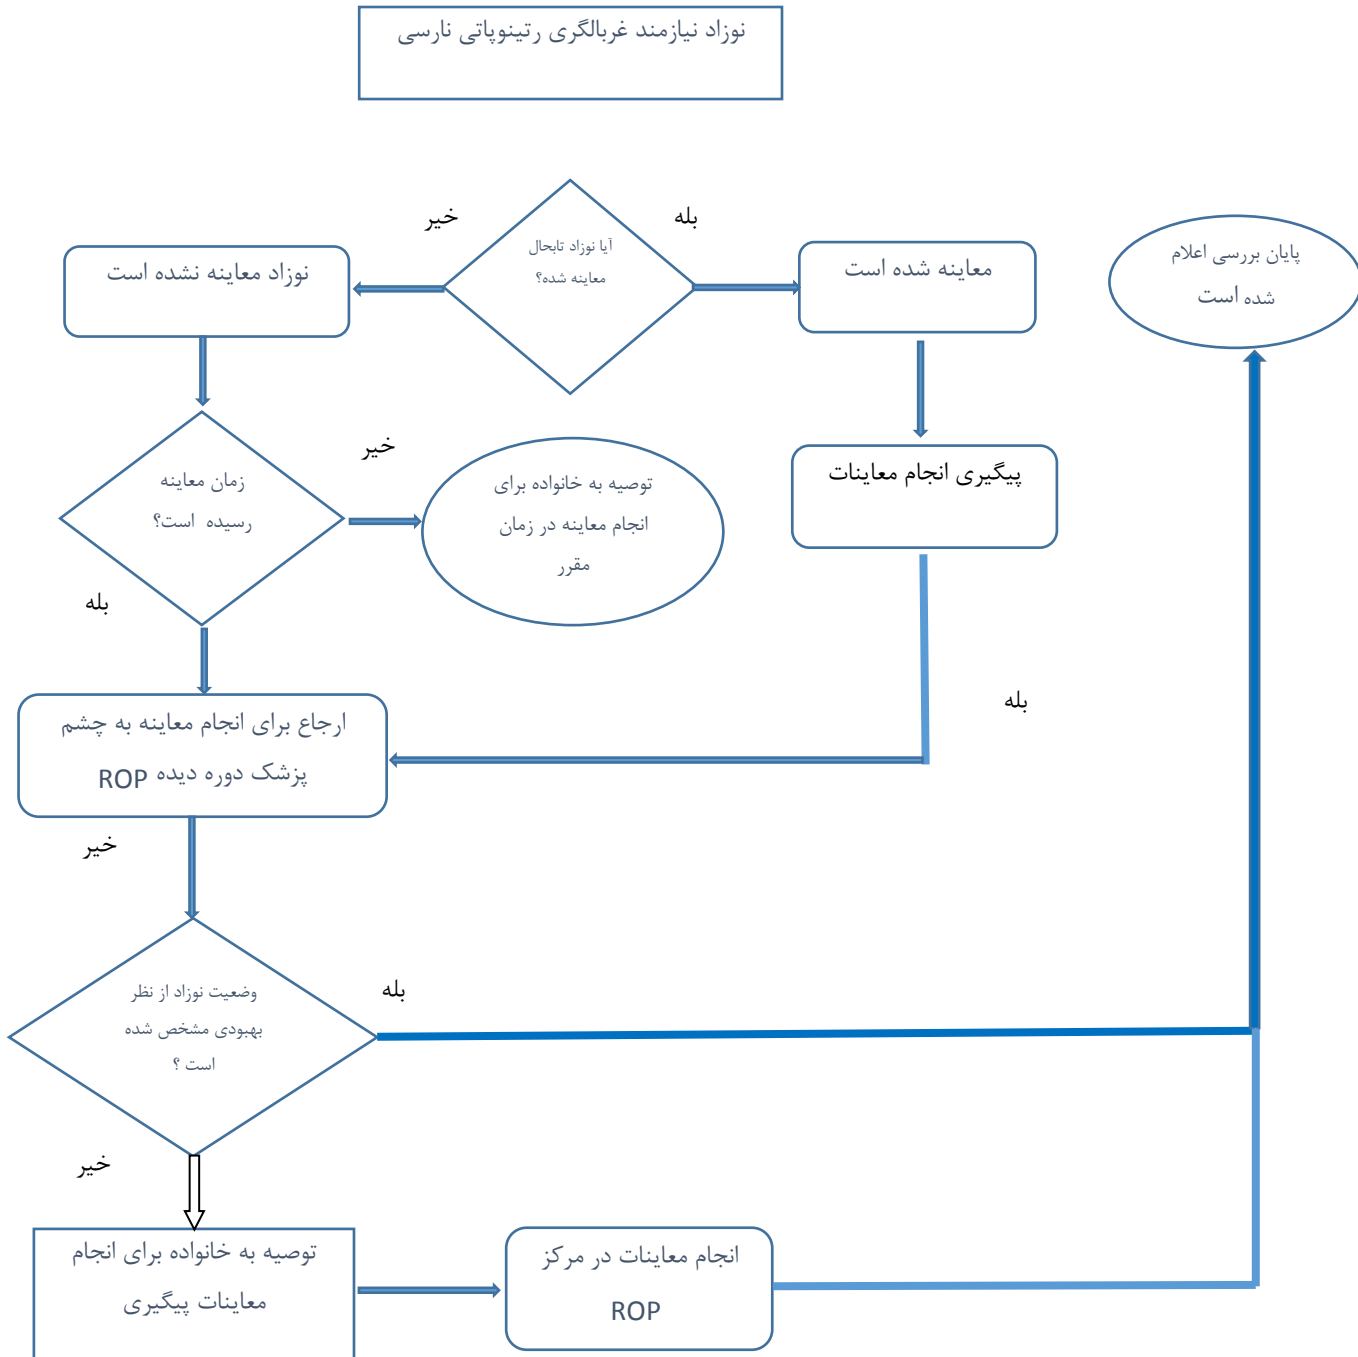 نوزاد نیازمند غربالگری رتینوپاتی نارسی
بله
خیر
آیا نوزاد تابحال
معاینه شده؟
معاینه شده است
نوزاد معاینه نشده است
پایان بررسی اعلام
شده است
پیگیری انجام معاینات
خیر
توصیه به خانواده برای
انجام معاینه در زمان
مقرر
زمان معاینه
رسیده است؟
بله
بله
ارجاع برای انجام معاینه به چشم
پزشک دوره دیده ROP
خیر
وضعیت نوزاد از نظر
بهبودی مشخص شده
است ؟
بله
خیر
توصیه به خانواده برای انجام
معاینات پیگیری
انجام معاینات در مرکز
ROP